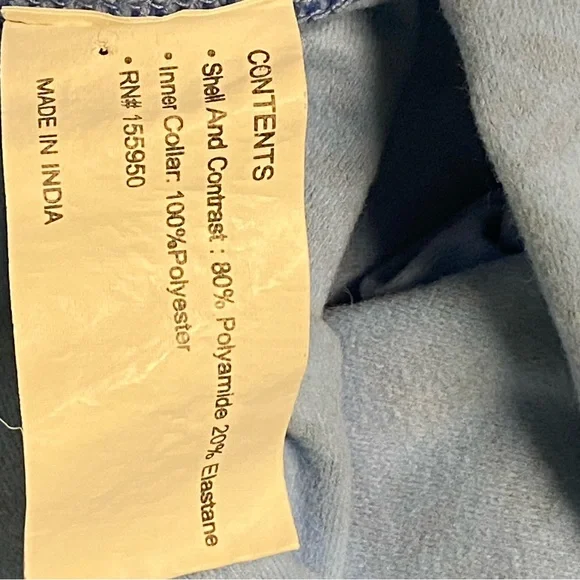 CONTENTS
• Shell And Contrast : 80% Polyamide 20% Elastane
• Inner Collar. 100%Polyester
• RN# 155950
MADE IN INDIA